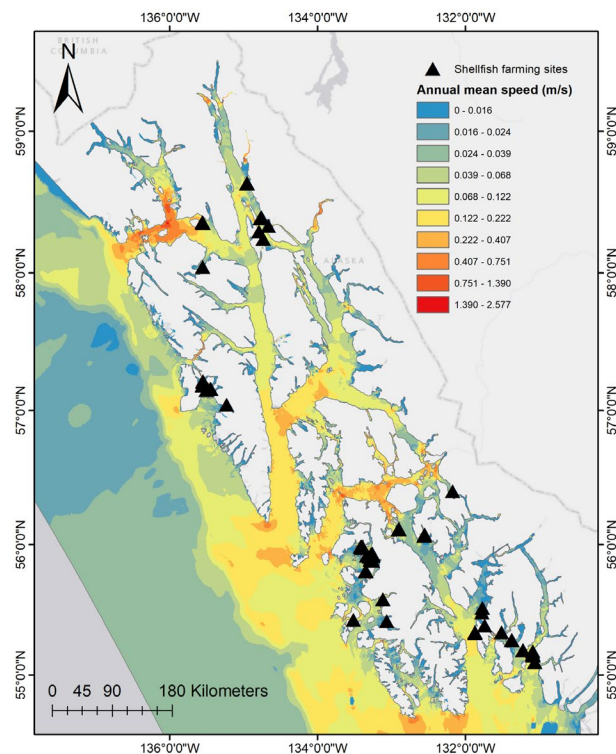 136°0'0"W 134°0'0"W 132°0'0"W
BRITISH
COLUMBIA
N
Shellfish farming sites
Annual mean speed (m/s)
0 - 0.016
0.016 - 0.024
0.024 - 0.039
0.039 - 0.068
0.068 - 0.122
0.122 - 0.222
0.222 - 0.407
0.407 - 0.751
0.751 - 1.390
1.390 - 2.577
59°0'0"N 59°0'0"N
58°0'0"N 58°0'0"N
ALASKA
57°0'0"N 57°0'0"N
56°0'0"N 56°0'0"N
55°0'0"N 55°0'0"N
0 45 90 180 Kilometers
136°0'0"W 134°0'0"W 132°0'0"W